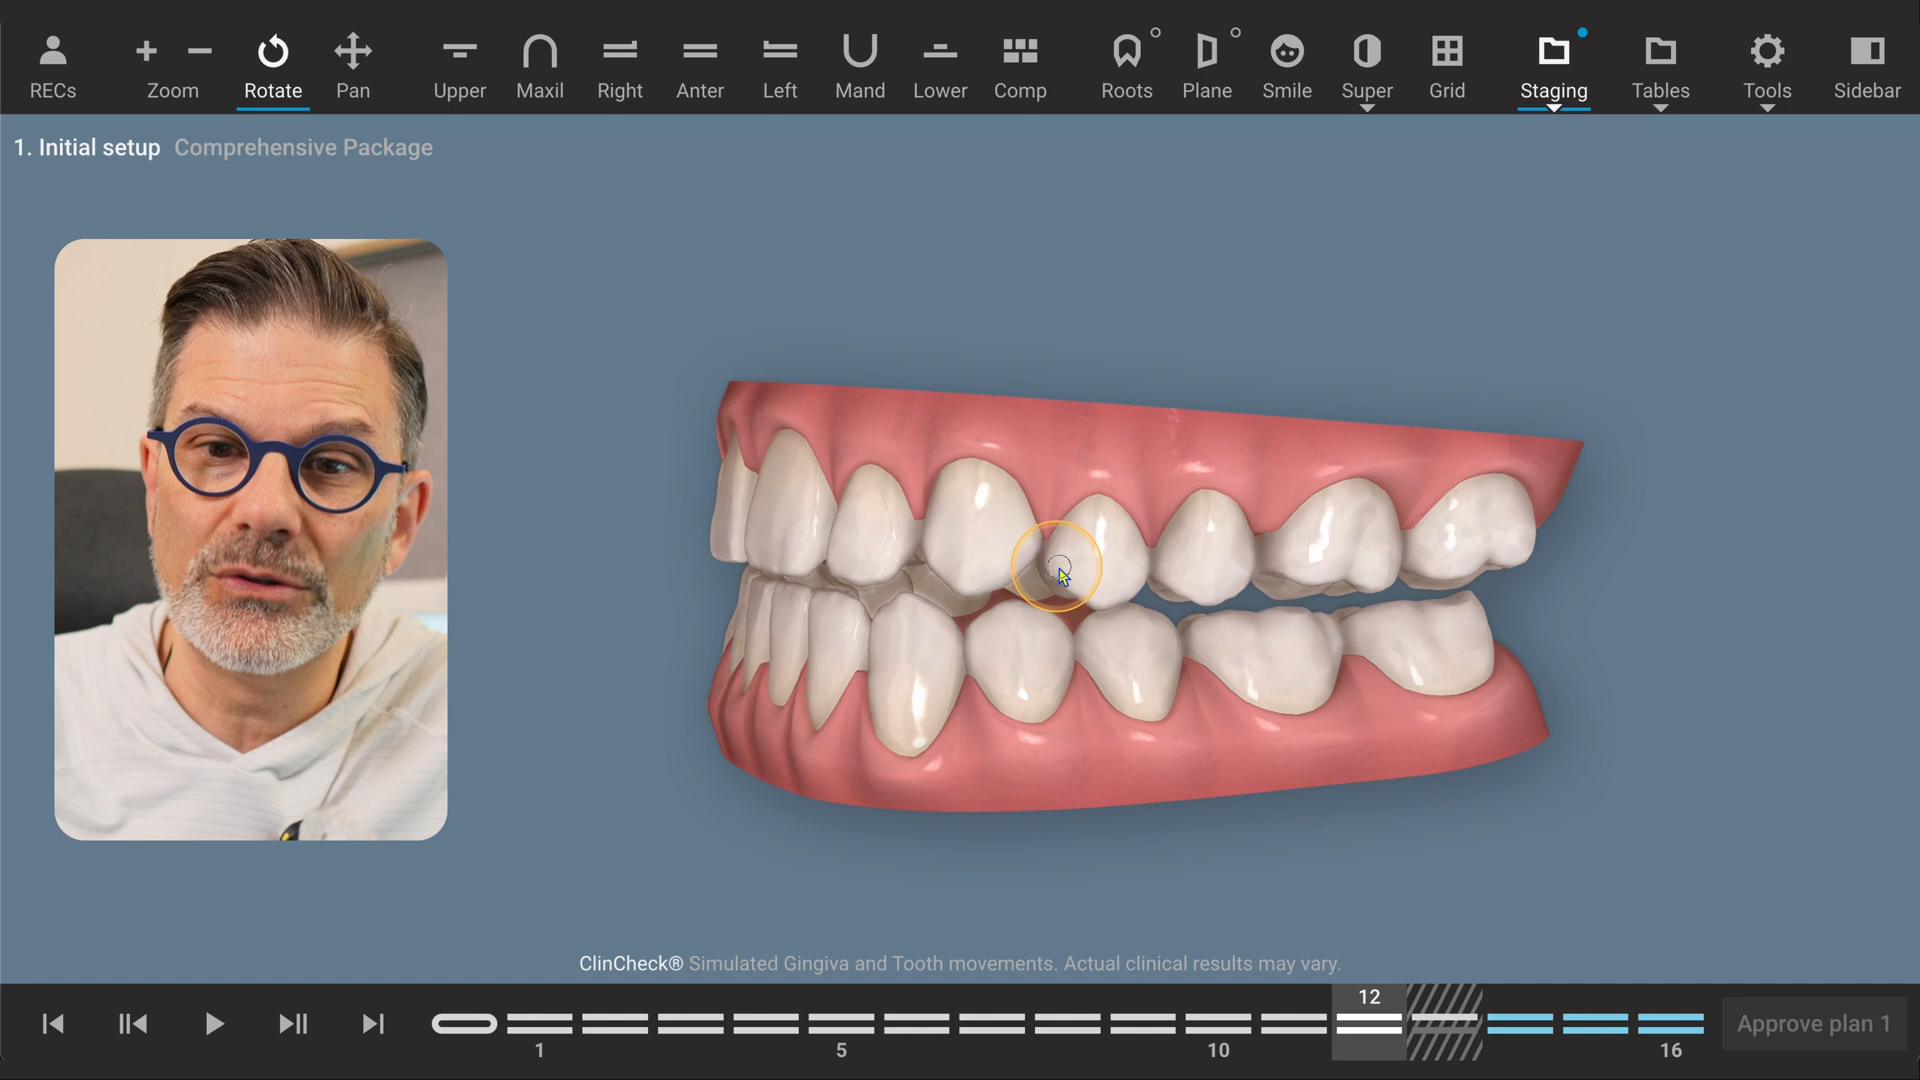 RECs
Zoom
Rotate
Pan
Upper
Maxil
Right
Anter
Left
Mand
Lower
Comp
Roots
Plane
Smile
Super
Grid
Staging
Tables
Tools
Sidebar
1. Initial setup Comprehensive Package
ClinCheck® Simulated Gingiva and Tooth movements. Actual clinical results may vary.
12
1
5
10
16
Approve plan 1